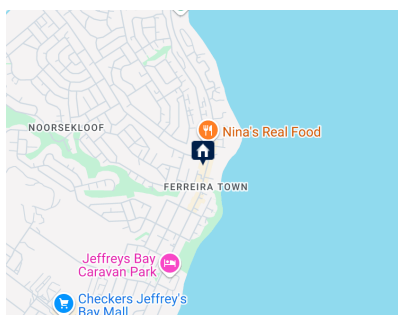 Nina's Real Food
NOORSEKLOOF
FERREIRA TOWN
Jeffreys Bay
Caravan Park
Checkers Jeffrey's
Bay Mall